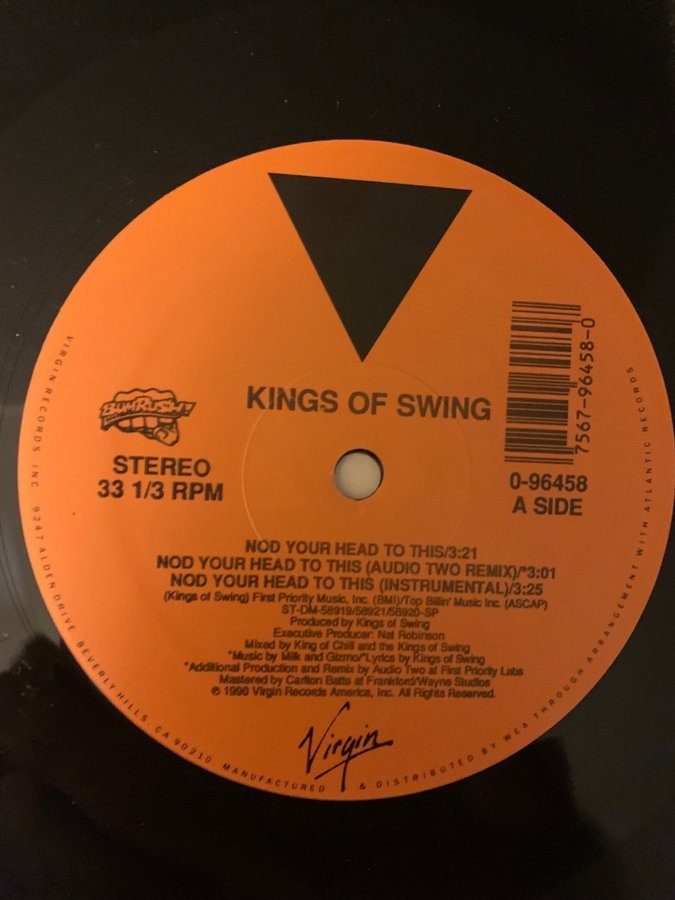 KINGS OF SWING
7567-96458-0
BUMRUSH!
STEREO
33 1/3 RPM
0-96458
A SIDE
NOD YOUR HEAD TO THIS/3:21
NOD YOUR HEAD TO THIS (AUDIO TWO REMIX)/*3:01
NOD YOUR HEAD TO THIS (INSTRUMENTAL)/3:25
(Kings of Swing) First Priority Music, Inc. (BMI)/Top Billin' Music Inc. (ASCAP)
ST-DM-58919/58921/58920-SP
Produced by Kings of Swing
Executive Producer: Nat Robinson
Mixed by King of Chill and the Kings of Swing
*Music by Milk and Gizmo/*Lyrics by Kings of Swing
*Additional Production and Remix by Audio Two at First Priority Labs
Mastered by Carlton Batts at Frankford/Wayne Studios
℗ 1990 Virgin Records America, Inc. All Rights Reserved.
Virgin
VIRGIN RECORDS INC. 9247 ALDEN DRIVE, BEVERLY HILLS, CA 90210 MANUFACTURED & DISTRIBUTED BY WEA THROUGH ARRANGEMENT WITH ATLANTIC RECORDS